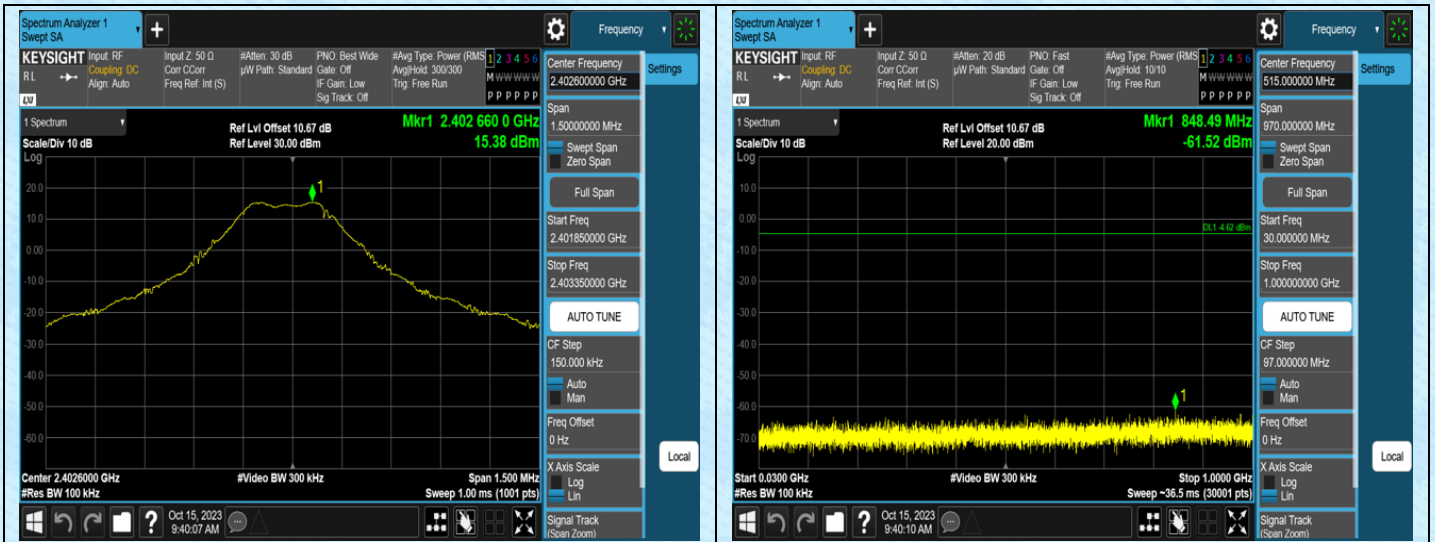 Spectrum Analyzer 1
Swept SA
+
Frequency
KEYSIGHT
RL
LXI
Input: RF
Coupling: DC
Align: Auto
Input Z: 50 Ω
Corr CCorr
Freq Ref: Int (S)
#Atten: 30 dB
µW Path: Standard
PNO: Best Wide
Gate: Off
IF Gain: Low
Sig Track: Off
#Avg Type: Power (RMS
Avg|Hold: 300/300
Trig: Free Run
1 2 3 4 5 6
M W W W W W
P P P P P P
Center Frequency
2.402600000 GHz
Settings
Span
1.50000000 MHz
Swept Span
Zero Span
Full Span
Start Freq
2.401850000 GHz
Stop Freq
2.403350000 GHz
AUTO TUNE
CF Step
150.000 kHz
Auto
Man
Freq Offset
0 Hz
X Axis Scale
Log
Lin
Signal Track
(Span Zoom)
Local
1 Spectrum
Scale/Div 10 dB
Log
Ref Lvl Offset 10.67 dB
Ref Level 30.00 dBm
Mkr1 2.402 660 0 GHz
15.38 dBm
1
20.0
10.0
0.00
-10.0
-20.0
-30.0
-40.0
-50.0
-60.0
Center 2.4026000 GHz
#Res BW 100 kHz
#Video BW 300 kHz
Span 1.500 MHz
Sweep 1.00 ms (1001 pts)
?
Oct 15, 2023
9:40:07 AM
Spectrum Analyzer 1
Swept SA
+
Frequency
KEYSIGHT
RL
LXI
Input: RF
Coupling: DC
Align: Auto
Input Z: 50 Ω
Corr CCorr
Freq Ref: Int (S)
#Atten: 20 dB
µW Path: Standard
PNO: Fast
Gate: Off
IF Gain: Low
Sig Track: Off
#Avg Type: Power (RMS
Avg|Hold: 10/10
Trig: Free Run
1 2 3 4 5 6
M W W W W W
P P P P P P
Center Frequency
515.000000 MHz
Settings
Span
970.000000 MHz
Swept Span
Zero Span
Full Span
Start Freq
30.000000 MHz
Stop Freq
1.000000000 GHz
AUTO TUNE
CF Step
97.000000 MHz
Auto
Man
Freq Offset
0 Hz
X Axis Scale
Log
Lin
Signal Track
(Span Zoom)
Local
1 Spectrum
Scale/Div 10 dB
Log
Ref Lvl Offset 10.67 dB
Ref Level 20.00 dBm
Mkr1 848.49 MHz
-61.52 dBm
10.0
0.00
DL1 -4.62 dBm
-10.0
-20.0
-30.0
-40.0
-50.0
-60.0
1
-70.0
Start 0.0300 GHz
#Res BW 100 kHz
#Video BW 300 kHz
Stop 1.0000 GHz
Sweep ~36.5 ms (30001 pts)
?
Oct 15, 2023
9:40:10 AM